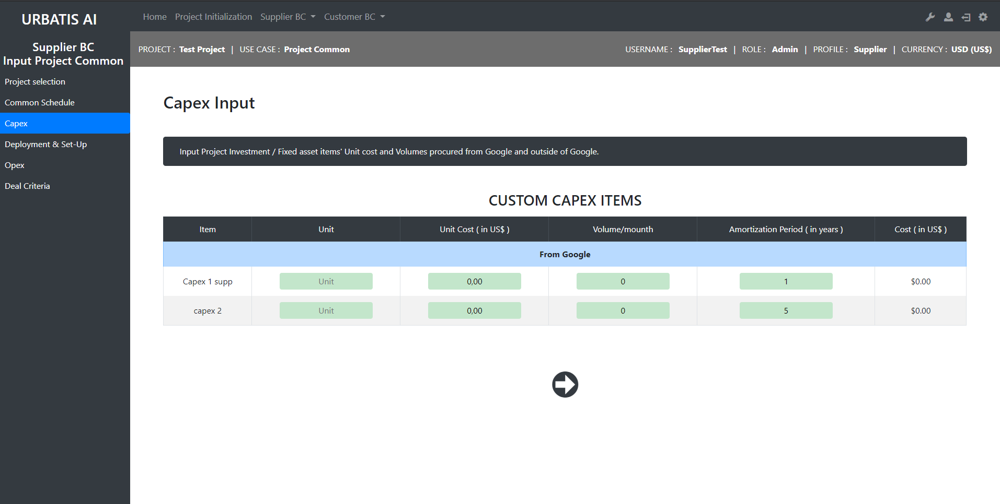 URBATIS AI
Home Project Initialization Supplier BC Customer BC
Supplier BC
Input Project Common
PROJECT : Test Project | USE CASE : Project Common
USERNAME : SupplierTest | ROLE : Admin | PROFILE : Supplier | CURRENCY : USD (US$)
Project selection
Common Schedule
Capex
Deployment & Set-Up
Opex
Deal Criteria
Capex Input
Input Project Investment / Fixed asset items' Unit cost and Volumes procured from Google and outside of Google.
CUSTOM CAPEX ITEMS
Item Unit Unit Cost ( in US$ ) Volume/mounth Amortization Period ( in years ) Cost ( in US$ )
From Google
Capex 1 supp Unit 0,00 0 1 $0.00
capex 2 Unit 0,00 0 5 $0.00